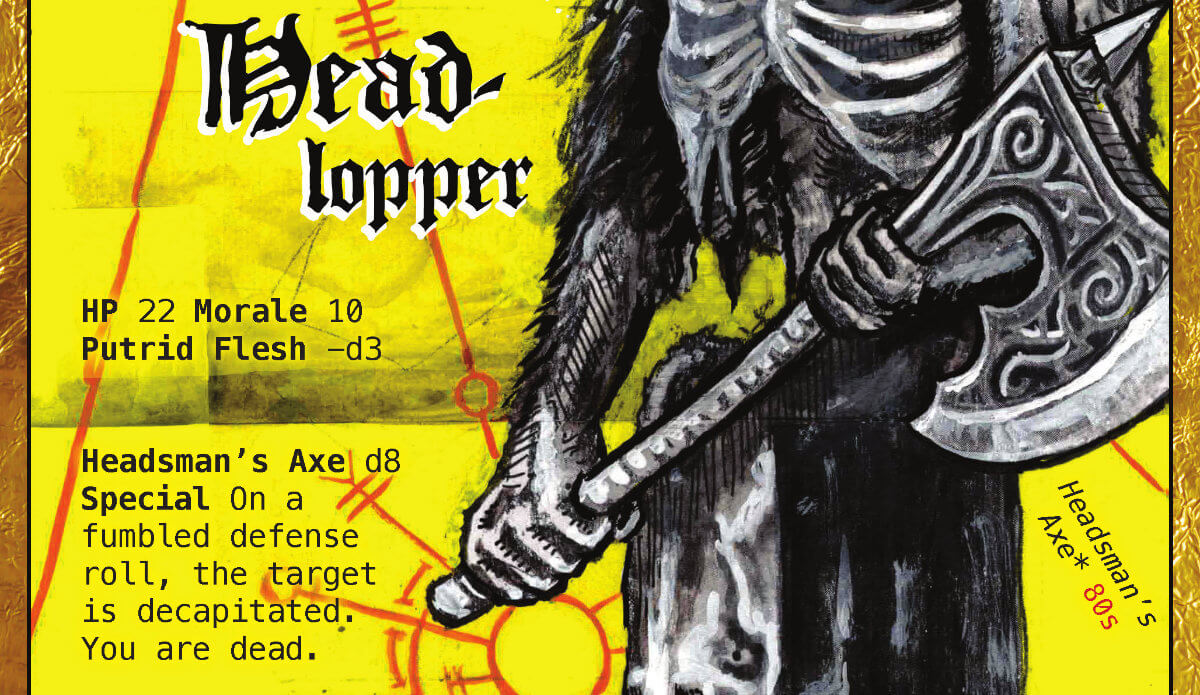 Head-
lopper
HP 22 Morale 10
Putrid Flesh −d3
Headsman’s Axe d8
Special On a
fumbled defense
roll, the target
is decapitated.
You are dead.
Headsman’s
Axe* 80s